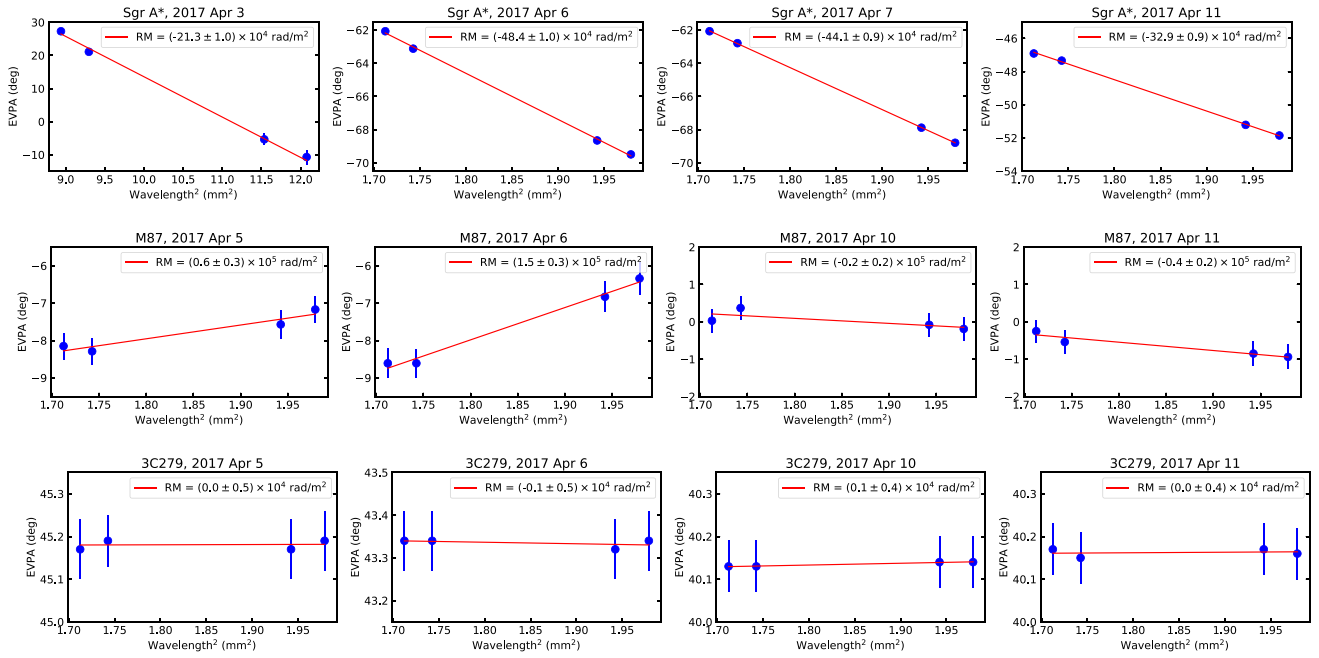 Sgr A*, 2017 Apr 3
RM = (-21.3 ± 1.0) × 10⁴ rad/m²
EVPA (deg)
30
20
10
0
−10
9.0 9.5 10.0 10.5 11.0 11.5 12.0
Wavelength² (mm²)
Sgr A*, 2017 Apr 6
RM = (-48.4 ± 1.0) × 10⁴ rad/m²
EVPA (deg)
−62
−64
−66
−68
−70
1.70 1.75 1.80 1.85 1.90 1.95
Wavelength² (mm²)
Sgr A*, 2017 Apr 7
RM = (-44.1 ± 0.9) × 10⁴ rad/m²
EVPA (deg)
−62
−64
−66
−68
−70
1.70 1.75 1.80 1.85 1.90 1.95
Wavelength² (mm²)
Sgr A*, 2017 Apr 11
RM = (-32.9 ± 0.9) × 10⁴ rad/m²
EVPA (deg)
−46
−48
−50
−52
−54
1.70 1.75 1.80 1.85 1.90 1.95
Wavelength² (mm²)
M87, 2017 Apr 5
RM = (0.6 ± 0.3) × 10⁵ rad/m²
EVPA (deg)
−6
−7
−8
−9
1.70 1.75 1.80 1.85 1.90 1.95
Wavelength² (mm²)
M87, 2017 Apr 6
RM = (1.5 ± 0.3) × 10⁵ rad/m²
EVPA (deg)
−6
−7
−8
−9
1.70 1.75 1.80 1.85 1.90 1.95
Wavelength² (mm²)
M87, 2017 Apr 10
RM = (-0.2 ± 0.2) × 10⁵ rad/m²
EVPA (deg)
2
1
0
−1
−2
1.70 1.75 1.80 1.85 1.90 1.95
Wavelength² (mm²)
M87, 2017 Apr 11
RM = (-0.4 ± 0.2) × 10⁵ rad/m²
EVPA (deg)
2
1
0
−1
−2
1.70 1.75 1.80 1.85 1.90 1.95
Wavelength² (mm²)
3C279, 2017 Apr 5
RM = (0.0 ± 0.5) × 10⁴ rad/m²
EVPA (deg)
45.3
45.2
45.1
45.0
1.70 1.75 1.80 1.85 1.90 1.95
Wavelength² (mm²)
3C279, 2017 Apr 6
RM = (-0.1 ± 0.5) × 10⁴ rad/m²
EVPA (deg)
43.5
43.4
43.3
43.2
1.70 1.75 1.80 1.85 1.90 1.95
Wavelength² (mm²)
3C279, 2017 Apr 10
RM = (0.1 ± 0.4) × 10⁴ rad/m²
EVPA (deg)
40.3
40.2
40.1
40.0
1.70 1.75 1.80 1.85 1.90 1.95
Wavelength² (mm²)
3C279, 2017 Apr 11
RM = (0.0 ± 0.4) × 10⁴ rad/m²
EVPA (deg)
40.3
40.2
40.1
40.0
1.70 1.75 1.80 1.85 1.90 1.95
Wavelength² (mm²)